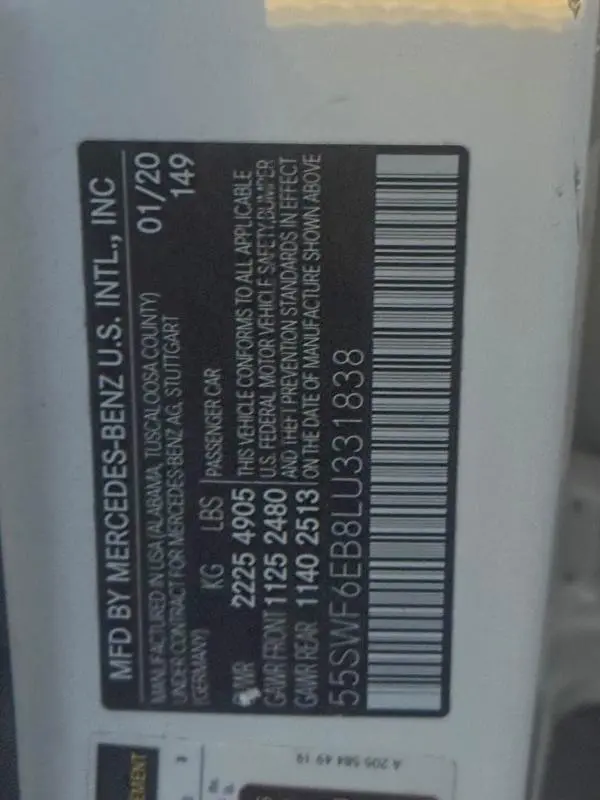 MFD BY MERCEDES-BENZ U.S. INTL., INC
MANUFACTURED IN USA (ALABAMA, TUSCALOOSA COUNTY) 01/20
UNDER CONTRACT FOR MERCEDES-BENZ AG, STUTTGART 149
(GERMANY)
KG LBS PASSENGER CAR
GVWR 2225 4905 THIS VEHICLE CONFORMS TO ALL APPLICABLE
GAWR FRONT 1125 2480 U.S. FEDERAL MOTOR VEHICLE SAFETY,BUMPER
GAWR REAR 1140 2513 AND THEFT PREVENTION STANDARDS IN EFFECT
ON THE DATE OF MANUFACTURE SHOWN ABOVE
55SWF6EB8LU331838
EMENT
3
A 205 584 49 19